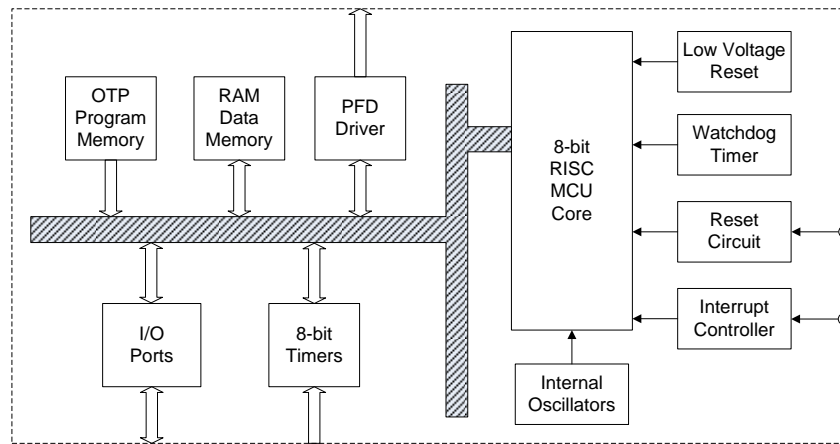 OTP
Program
Memory
RAM
Data
Memory
PFD
Driver
8-bit
RISC
MCU
Core
Low Voltage
Reset
Watchdog
Timer
Reset
Circuit
Interrupt
Controller
I/O
Ports
8-bit
Timers
Internal
Oscillators